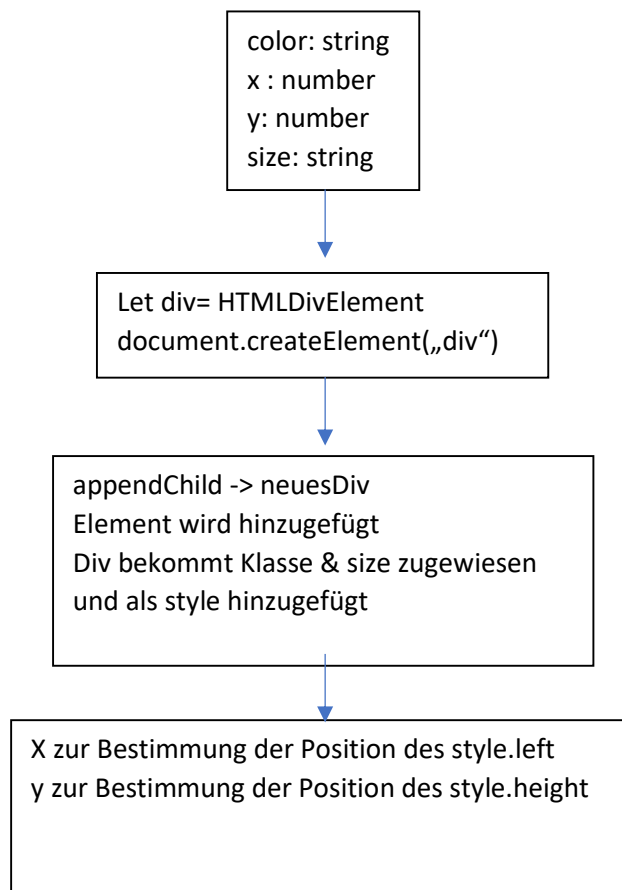 color: string
x : number
y: number
size: string
Let div= HTMLDivElement
document.createElement(„div“)
appendChild -> neuesDiv
Element wird hinzugefügt
Div bekommt Klasse & size zugewiesen
und als style hinzugefügt
X zur Bestimmung der Position des style.left
y zur Bestimmung der Position des style.height